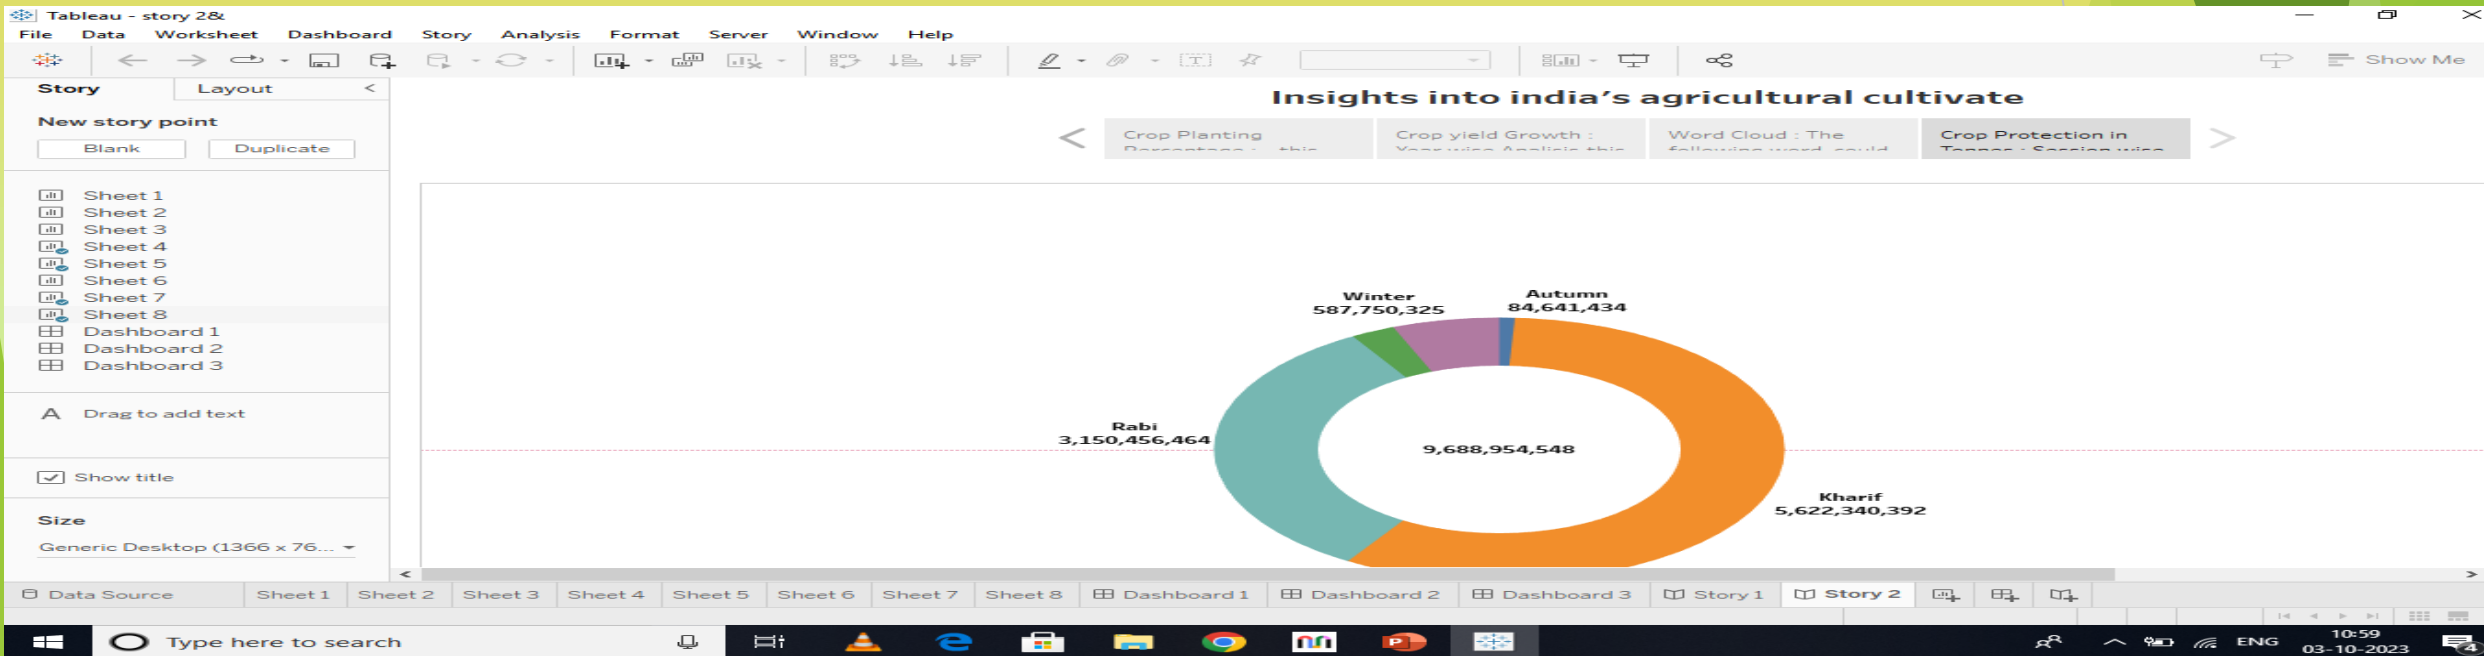 Tableau - story 2&
File Data Worksheet Dashboard Story Analysis Format Server Window Help
Show Me
Story Layout
New story point
Blank Duplicate
Sheet 1
Sheet 2
Sheet 3
Sheet 4
Sheet 5
Sheet 6
Sheet 7
Sheet 8
Dashboard 1
Dashboard 2
Dashboard 3
A Drag to add text
Show title
Size
Generic Desktop (1366 x 76...
Insights into india's agricultural cultivate
Crop Planting
Crop yield Growth :
Word Cloud : The
Crop Protection in
Winter
587,750,325
Autumn
84,641,434
Rabi
3,150,456,464
9,688,954,548
Kharif
5,622,340,392
Data Source Sheet 1 Sheet 2 Sheet 3 Sheet 4 Sheet 5 Sheet 6 Sheet 7 Sheet 8 Dashboard 1 Dashboard 2 Dashboard 3 Story 1 Story 2
Type here to search
ENG
10:59
03-10-2023
4